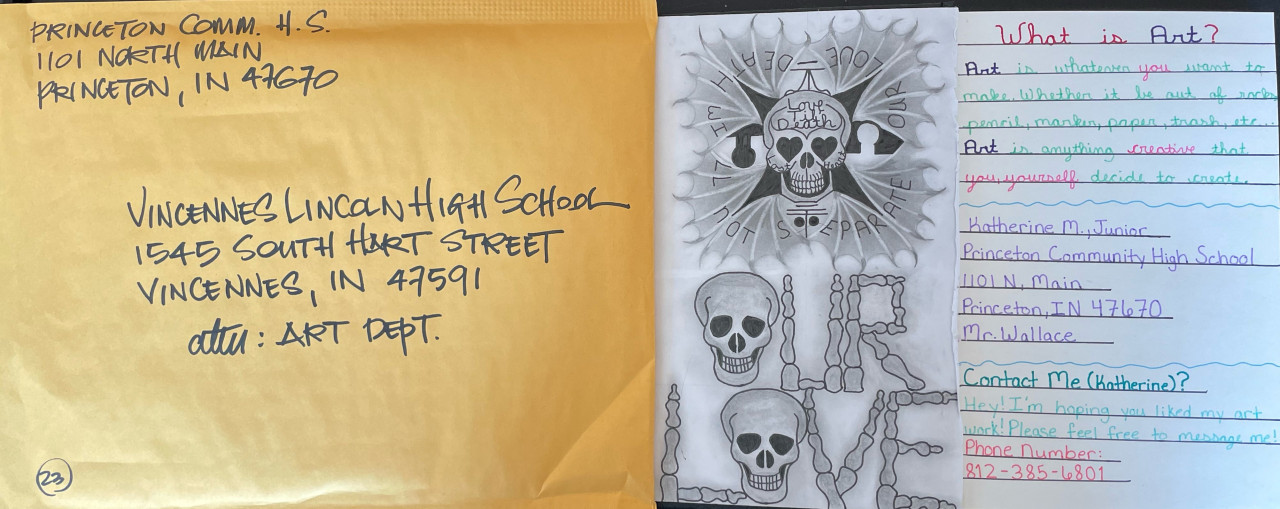 PRINCETON COMM. H.S.
1101 NORTH MAIN
PRINCETON, IN 47670
VINCENNES LINCOLN HIGH SCHOOL
1545 SOUTH HART STREET
VINCENNES, IN 47591
attn: ART DEPT.
23
DEATH
LOVE
OUR
Love
Till
Death
NOT SEPARATE
OUR
LOVE
What is Art?
Art is whatever you want to
make. Whether it be out of rocks,
pencil, marker, paper, trash, etc...
Art is anything creative that
you, yourself decide to create.
Katherine M., Junior
Princeton Community High School
1101 N. Main
Princeton, IN 47670
Mr. Wallace
Contact Me (Katherine)?
Hey! I'm hoping you liked my art
work! Please feel free to message me!
Phone Number:
812-385-6801